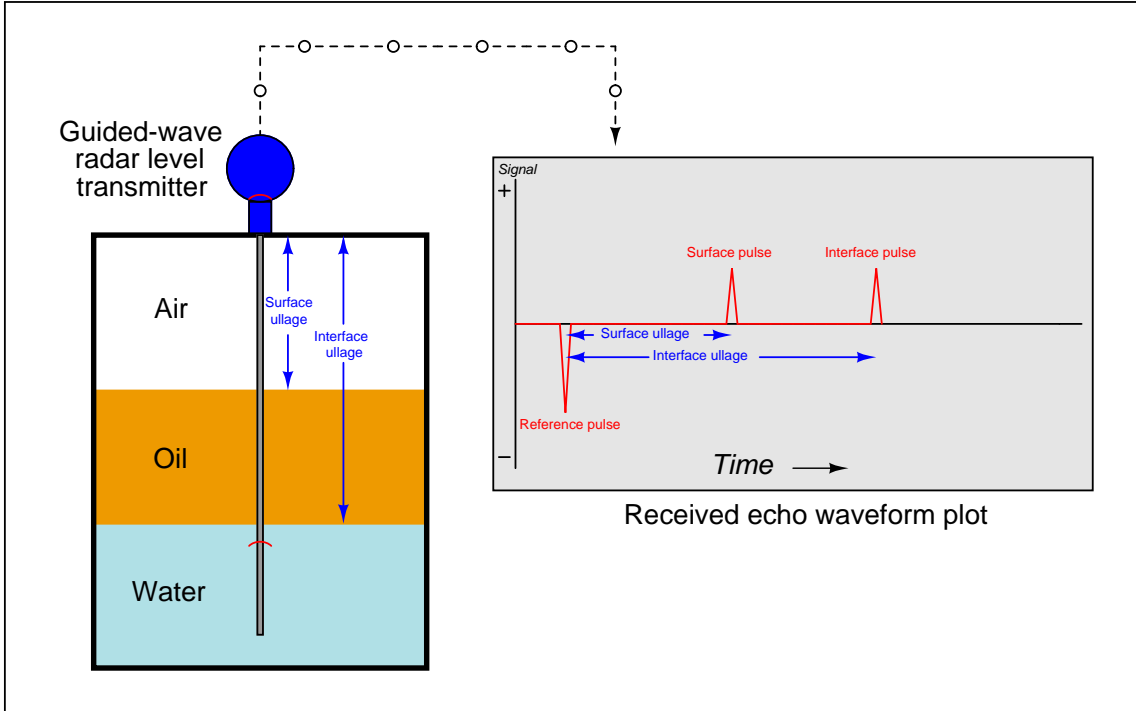 Guided-wave
radar level
transmitter
Air
Surface
ullage
Interface
ullage
Oil
Water
Signal
+
Surface pulse
Interface pulse
Surface ullage
Interface ullage
Reference pulse
−
Time
Received echo waveform plot